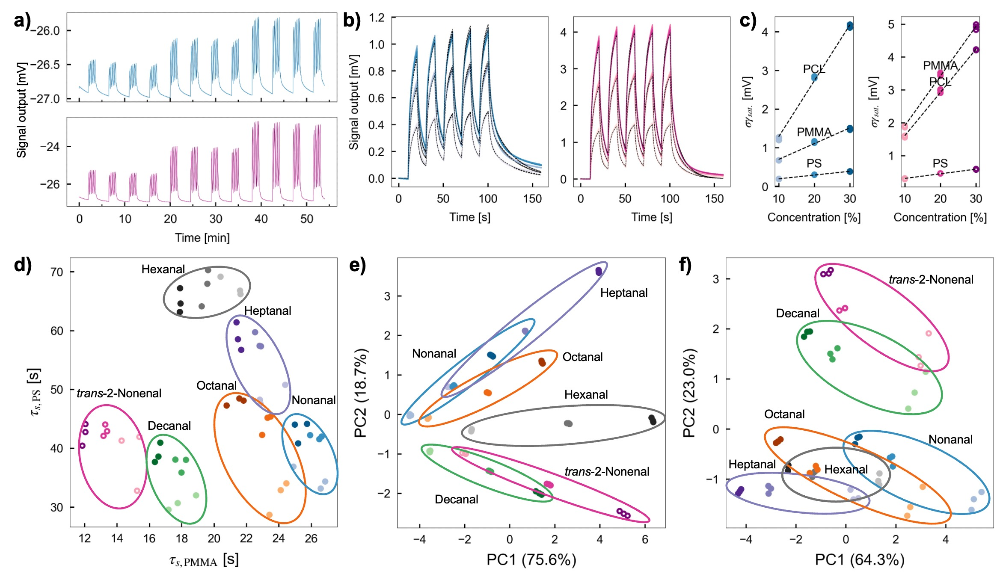 a)
Signal output [mV]
−26.0
−26.5
−27.0
−24
−26
0 10 20 30 40 50
Time [min]
b)
Signal output [mV]
1.2
1.0
0.8
0.6
0.4
0.2
0.0
0 50 100 150
Time [s]
4
3
2
1
0
0 50 100 150
Time [s]
c)
σγsat. [mV]
4
3
2
1
0
PCL
PMMA
PS
10 20 30
Concentration [%]
σγsat. [mV]
5
4
3
2
1
PMMA
PCL
PS
10 20 30
Concentration [%]
d)
τs, PS [s]
70
60
50
40
30
Hexanal
Heptanal
Octanal
trans-2-Nonenal
Nonanal
Decanal
12 14 16 18 20 22 24 26
τs, PMMA [s]
e)
PC2 (18.7%)
3
2
1
0
−1
−2
Heptanal
Nonanal
Octanal
Hexanal
trans-2-Nonenal
Decanal
−4 −2 0 2 4 6
PC1 (75.6%)
f)
PC2 (23.0%)
3
2
1
0
−1
trans-2-Nonenal
Decanal
Octanal
Nonanal
Heptanal
Hexanal
−4 −2 0 2 4
PC1 (64.3%)